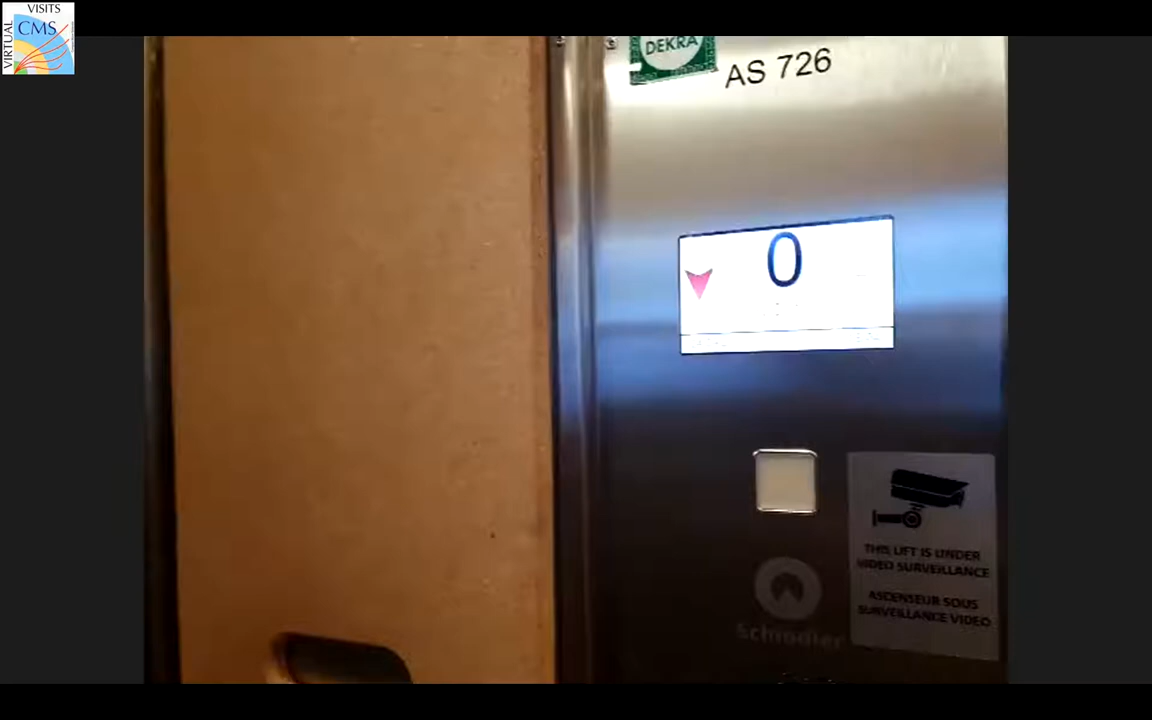 VISITS
CMS
VIRTUAL
DEKRA
AS 726
0
THIS LIFT IS UNDER
VIDEO SURVEILLANCE
ASCENSEUR SOUS
SURVEILLANCE VIDEO
Schindler